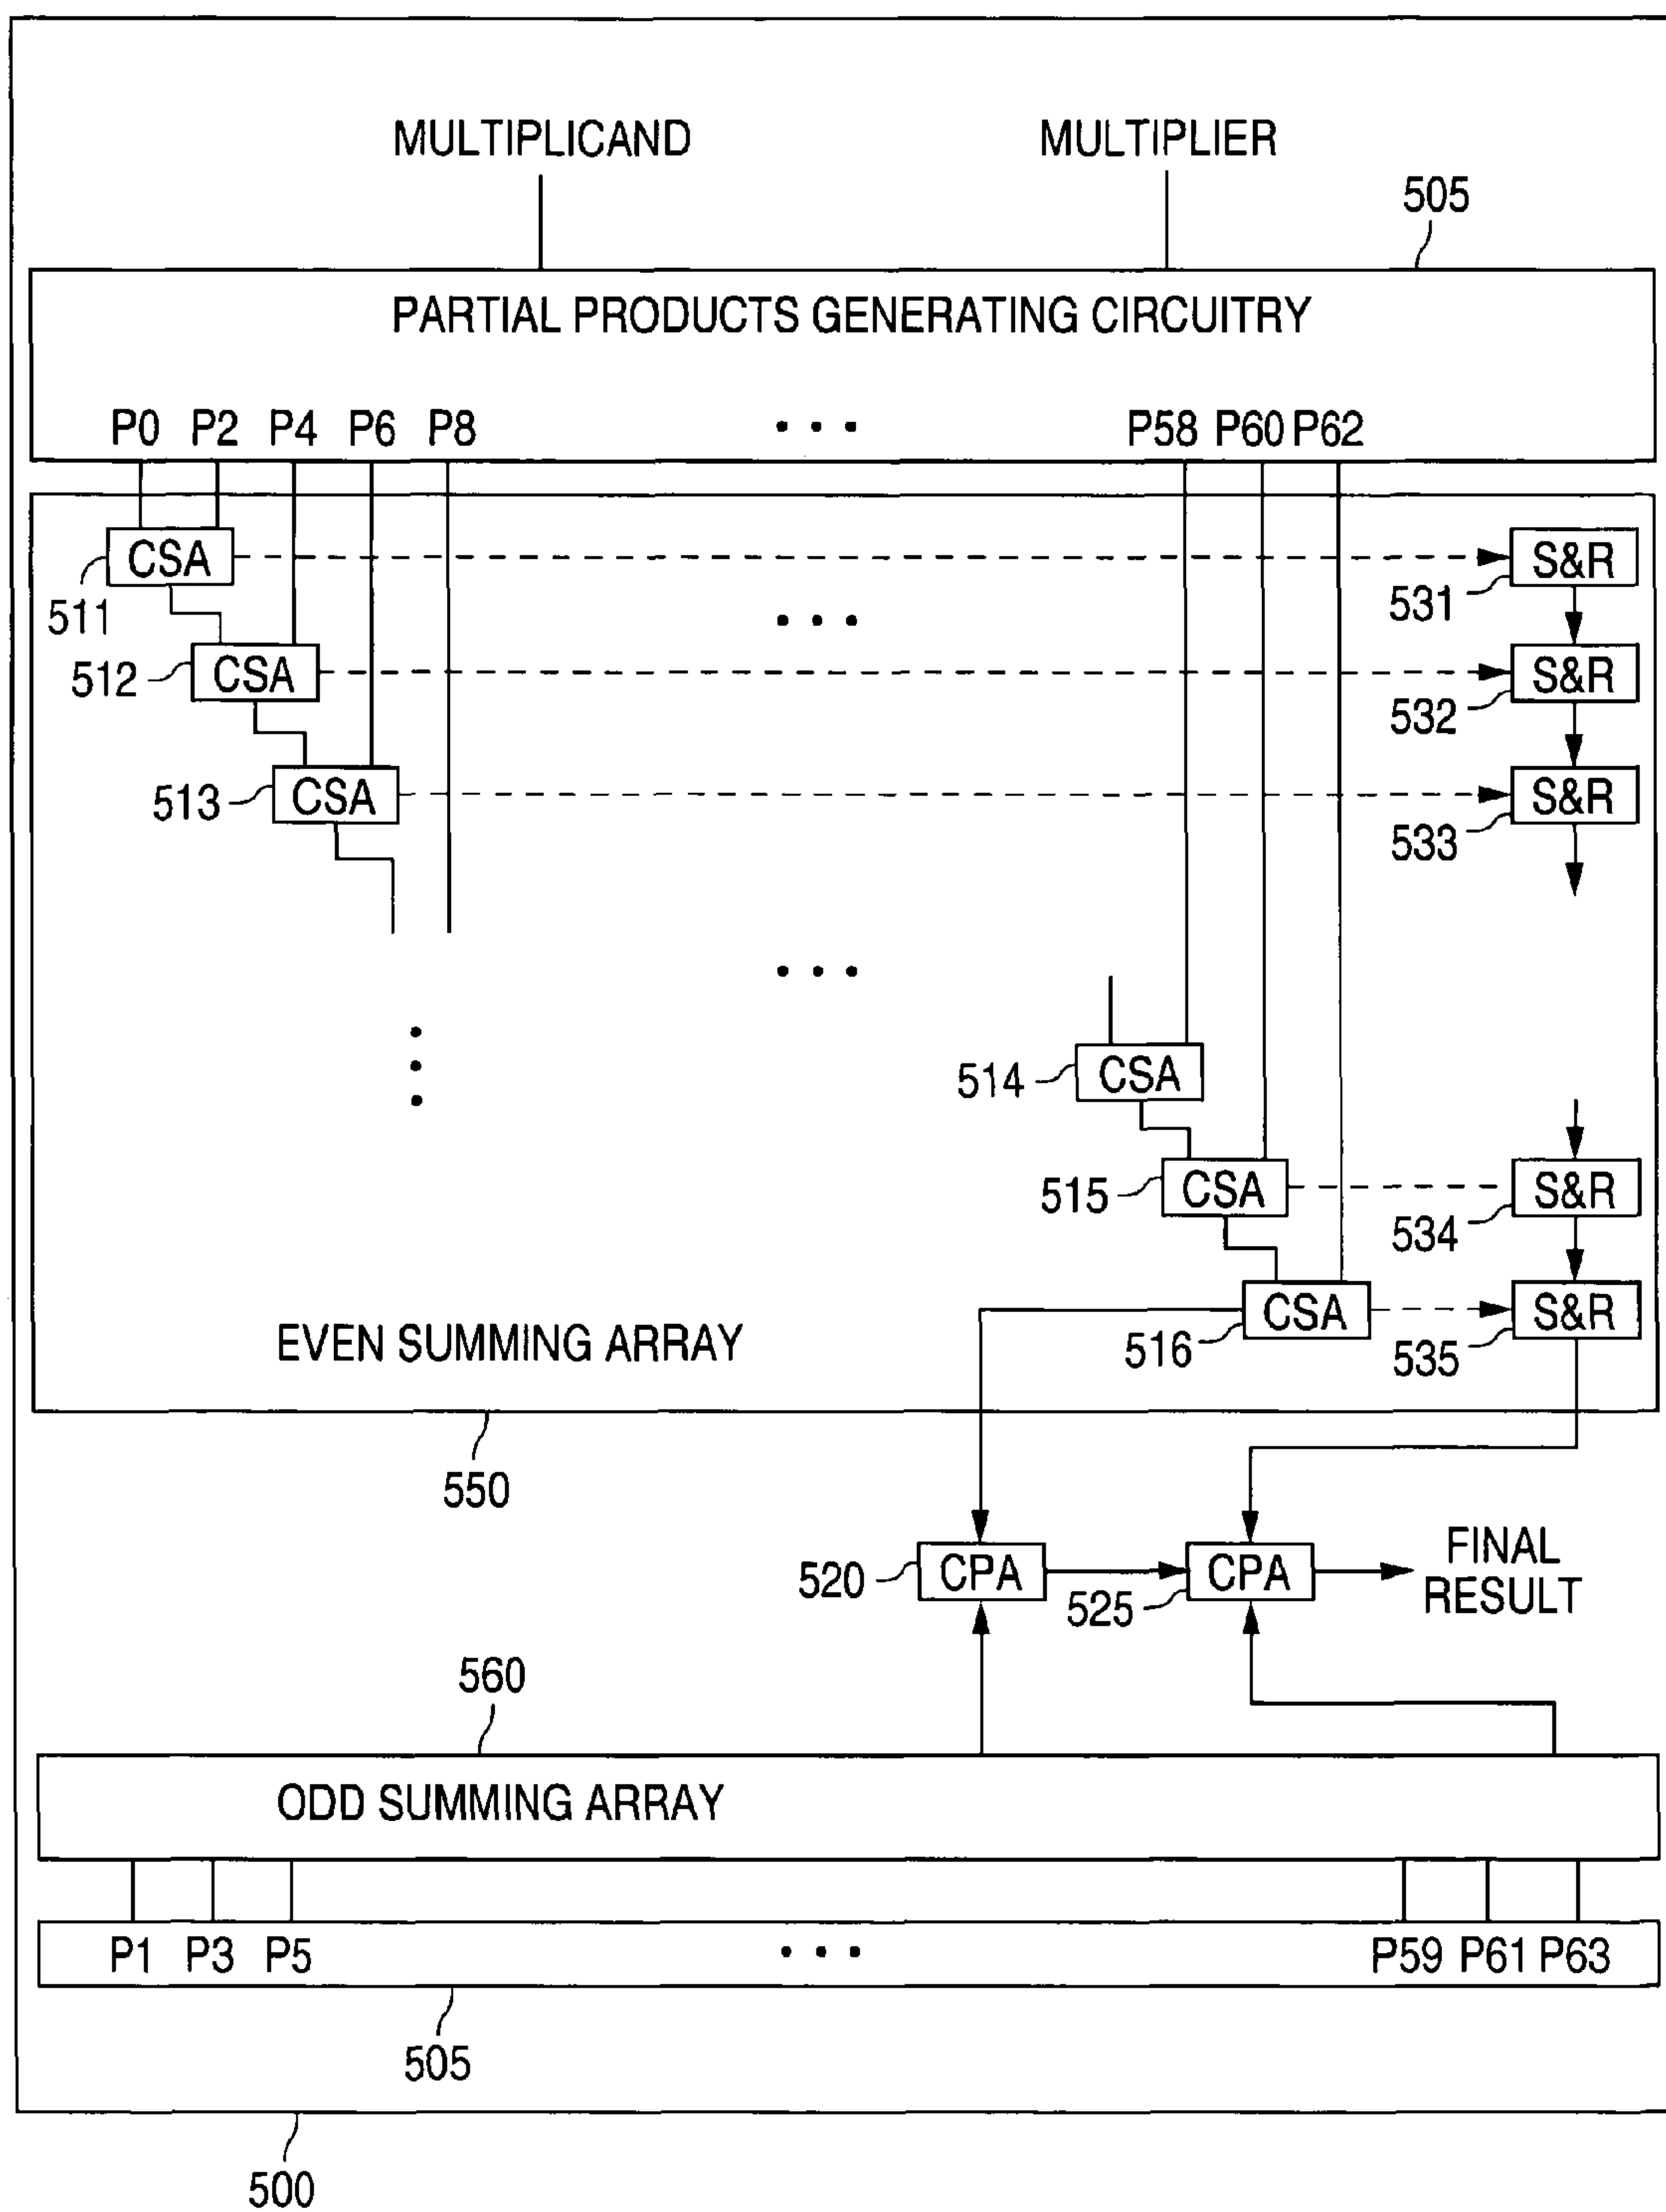 MULTIPLICAND MULTIPLIER
505
PARTIAL PRODUCTS GENERATING CIRCUITRY
P0 P2 P4 P6 P8 • • • P58 P60 P62
CSA S&R
511 531
• • •
CSA S&R
512 532
CSA S&R
513 533
• • •
514 CSA
515 CSA S&R
534
CSA S&R
EVEN SUMMING ARRAY 516 535
550
520 CPA 525 CPA FINAL
RESULT
560
ODD SUMMING ARRAY
P1 P3 P5 • • • P59 P61 P63
505
500